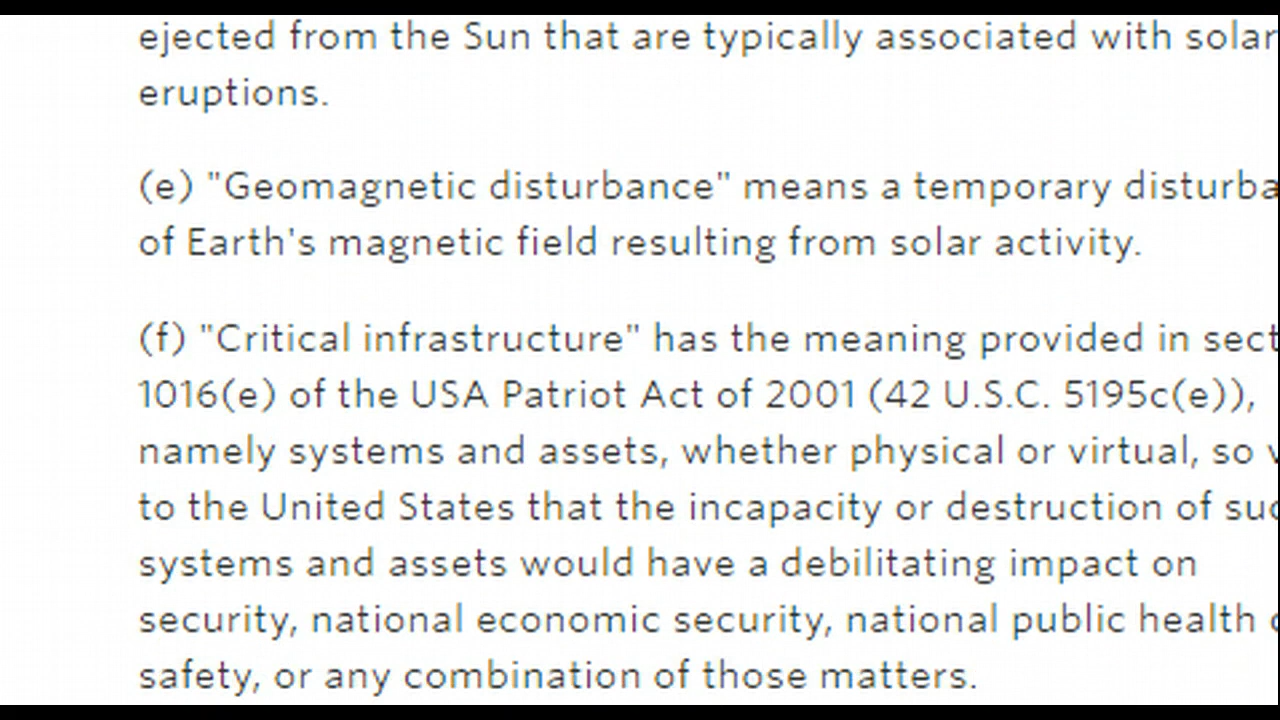 ejected from the Sun that are typically associated with solar
eruptions.
(e) "Geomagnetic disturbance" means a temporary disturba
of Earth's magnetic field resulting from solar activity.
(f) "Critical infrastructure" has the meaning provided in sect
1016(e) of the USA Patriot Act of 2001 (42 U.S.C. 5195c(e)),
namely systems and assets, whether physical or virtual, so v
to the United States that the incapacity or destruction of suc
systems and assets would have a debilitating impact on
security, national economic security, national public health o
safety, or any combination of those matters.